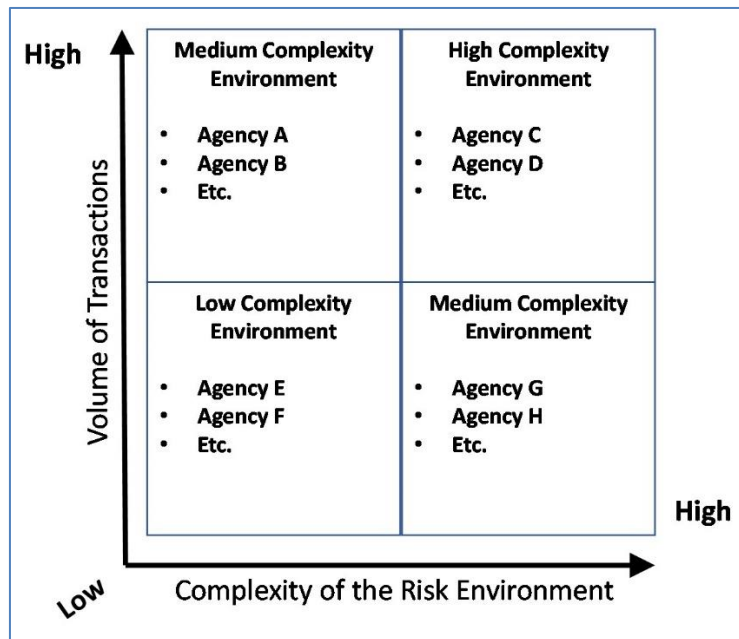 High
Medium Complexity
Environment
• Agency A
• Agency B
• Etc.
High Complexity
Environment
• Agency C
• Agency D
• Etc.
Volume of Transactions
Low Complexity
Environment
• Agency E
• Agency F
• Etc.
Medium Complexity
Environment
• Agency G
• Agency H
• Etc.
High
Low
Complexity of the Risk Environment